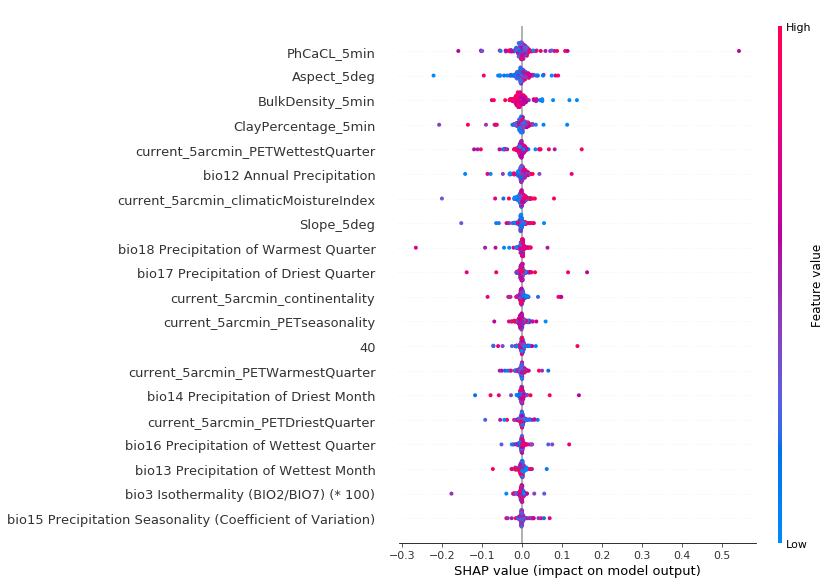 High
PhCaCL_5min
Aspect_5deg
BulkDensity_5min
ClayPercentage_5min
current_5arcmin_PETWettestQuarter
bio12 Annual Precipitation
current_5arcmin_climaticMoistureIndex
Slope_5deg
bio18 Precipitation of Warmest Quarter
bio17 Precipitation of Driest Quarter
current_5arcmin_continentality
current_5arcmin_PETseasonality
40
current_5arcmin_PETWarmestQuarter
bio14 Precipitation of Driest Month
current_5arcmin_PETDriestQuarter
bio16 Precipitation of Wettest Quarter
bio13 Precipitation of Wettest Month
bio3 Isothermality (BIO2/BIO7) (* 100)
bio15 Precipitation Seasonality (Coefficient of Variation)
Feature value
Low
−0.3 −0.2 −0.1 0.0 0.1 0.2 0.3 0.4 0.5
SHAP value (impact on model output)